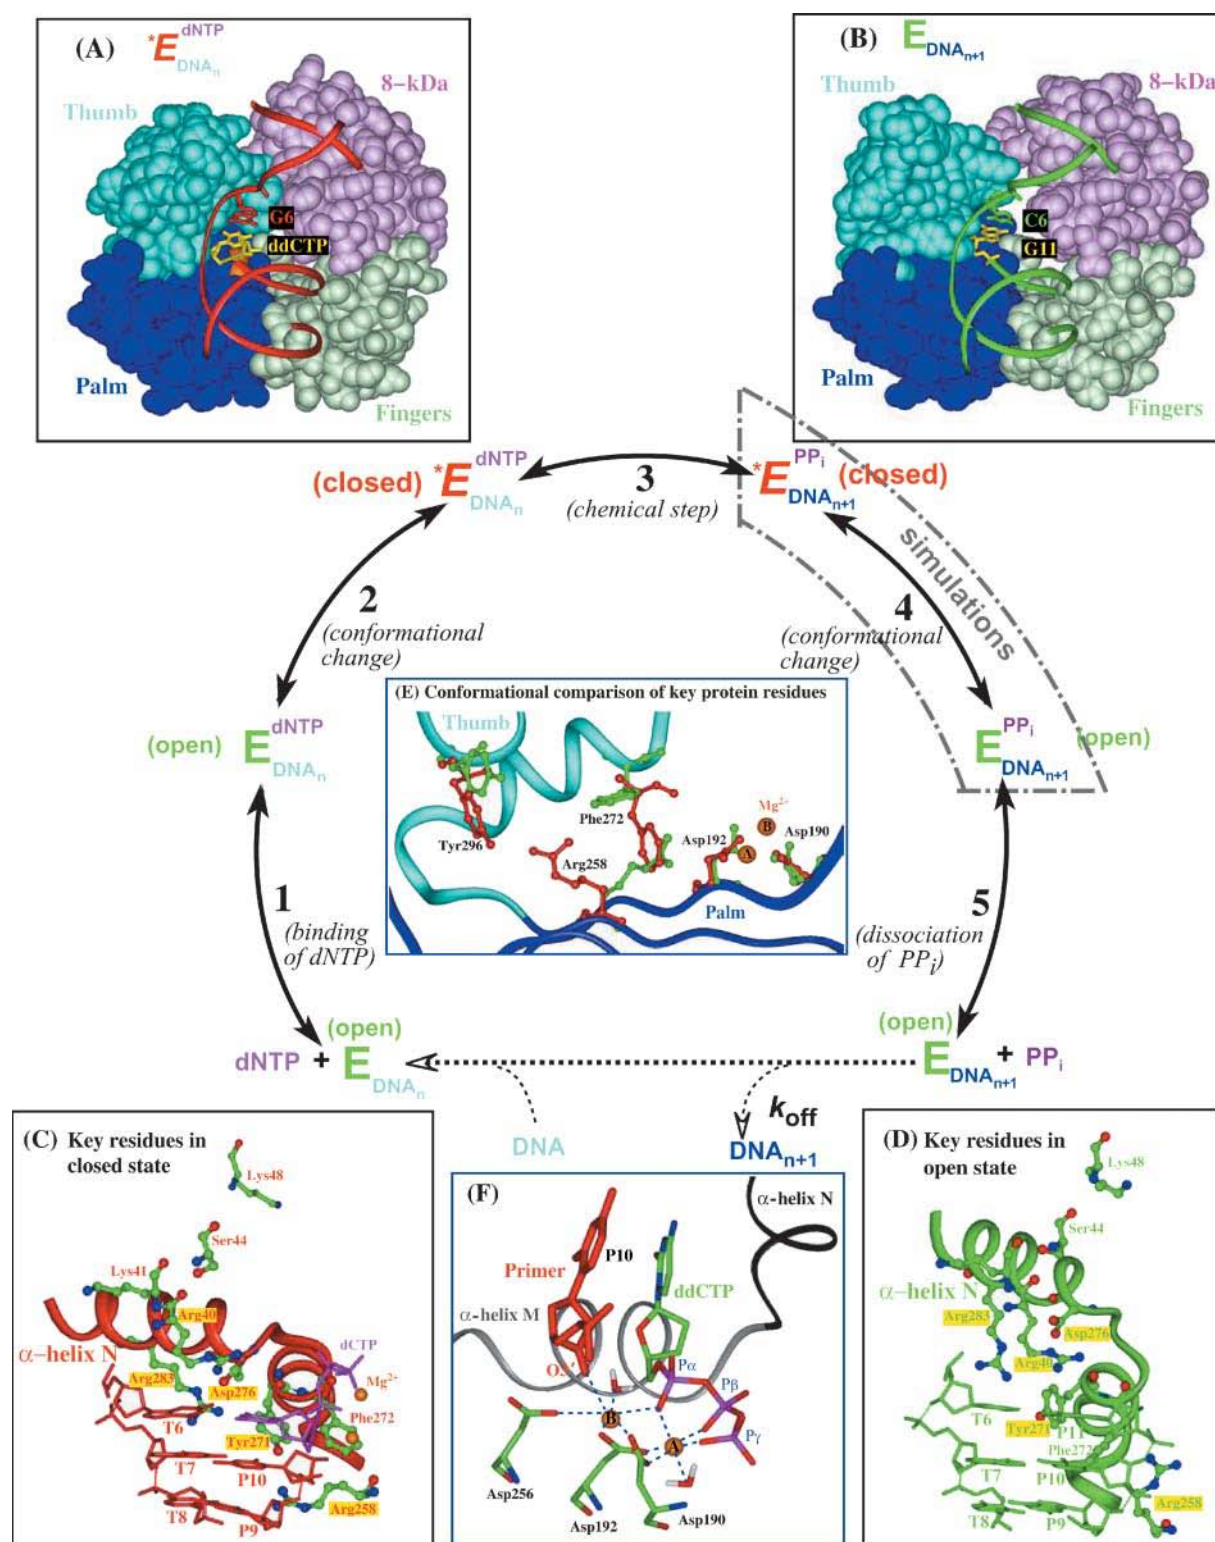 (A)
*E dNTP DNAn
Thumb
8-kDa
G6
ddCTP
Palm
Fingers
(B)
E DNAn+1
Thumb
8-kDa
C6
G11
Palm
Fingers
(closed) *E dNTP DNAn
3
(chemical step)
*E PPi DNAn+1 (closed)
simulations
2
(conformational
change)
4
(conformational
change)
(open) E dNTP DNAn
E PPi DNAn+1 (open)
(E) Conformational comparison of key protein residues
Thumb
Tyr296
Phe272
Arg258
Asp192
Mg2+
B
A
Asp190
Palm
1
(binding
of dNTP)
5
(dissociation
of PPi)
(open)
dNTP + E DNAn
(open)
E DNAn+1 + PPi
DNA
koff
DNAn+1
(C) Key residues in
closed state
Lys48
Ser44
Lys41
Arg40
α-helix N
dCTP
Mg2+
Arg283
Asp276
Phe272
T6
Tyr271
T7
P10
T8
P9
Arg258
(F)
α-helix N
P10
Primer
ddCTP
α-helix M
O3'
Pα
Pβ
B
A
Pγ
Asp256
Asp192
Asp190
(D) Key residues in
open state
Lys48
Ser44
α-helix N
Arg283
Asp276
Arg40
T6
Tyr271
P11
Phe272
T7
P10
T8
P9
Arg258